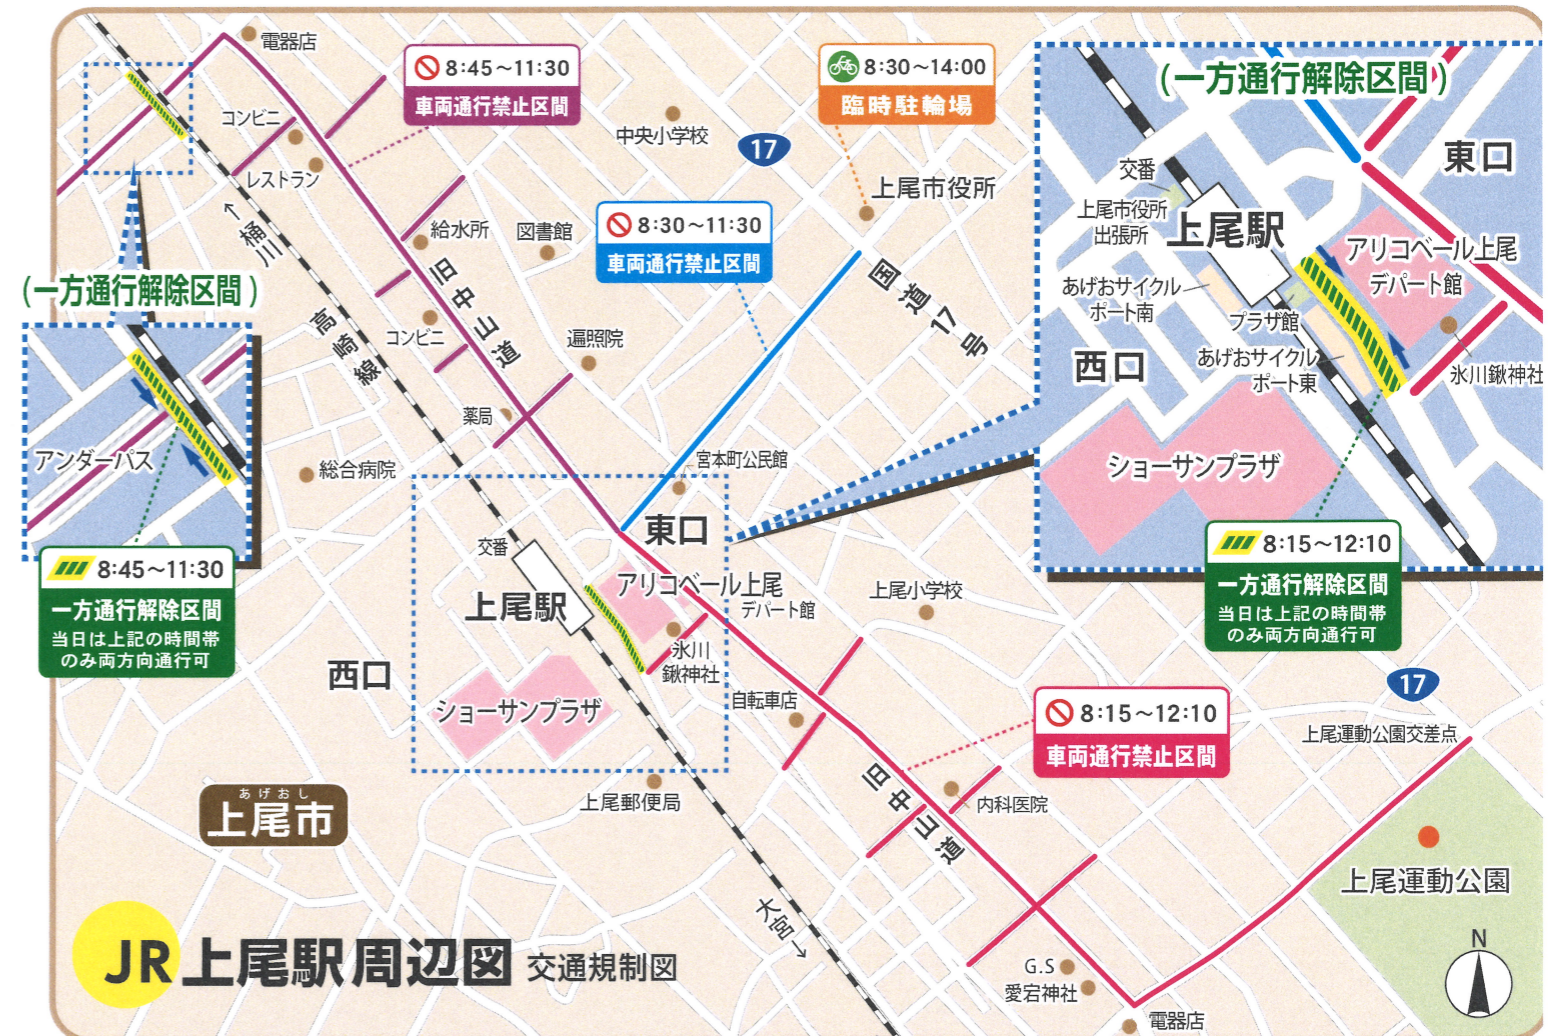 電器店
8:45～11:30
車両通行禁止区間
8:30～14:00
臨時駐輪場
(一方通行解除区間)
コンビニ
中央小学校
17
東口
レストラン
交番
上尾市役所
出張所
上尾駅
上尾市役所
8:30～11:30
車両通行禁止区間
給水所
図書館
↑桶川
旧中山道
国道17号
アリコベール上尾
デパート館
(一方通行解除区間)
あげおサイクル
ポート南
プラザ館
高崎線
コンビニ
遍照院
西口
あげおサイクル
ポート東
氷川鍬神社
薬局
アンダーパス
総合病院
宮本町公民館
ショーサンプラザ
東口
交番
8:45～11:30
一方通行解除区間
当日は上記の時間帯
のみ両方向通行可
8:15～12:10
一方通行解除区間
当日は上記の時間帯
のみ両方向通行可
上尾駅
アリコベール上尾
デパート館
上尾小学校
西口
氷川
鍬神社
ショーサンプラザ
自転車店
17
8:15～12:10
車両通行禁止区間
上尾運動公園交差点
旧中山道
上尾郵便局
内科医院
あげおし
上尾市
上尾運動公園
大宮↓
JR上尾駅周辺図 交通規制図
N
G.S
愛宕神社
電器店